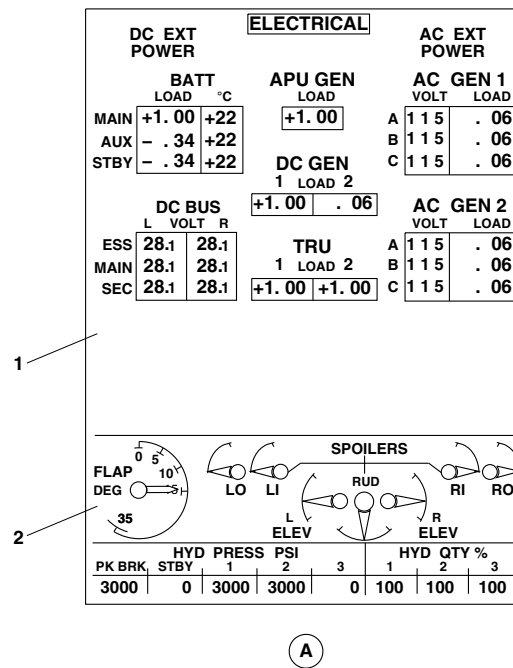 ELECTRICAL
DC EXT POWER
AC EXT POWER
BATT
LOAD °C
MAIN +1.00 +22
AUX - .34 +22
STBY - .34 +22
APU GEN
LOAD
+1.00
AC GEN 1
VOLT LOAD
A 115 .06
B 115 .06
C 115 .06
DC GEN
1 LOAD 2
+1.00 .06
DC BUS
L VOLT R
ESS 28.1 28.1
MAIN 28.1 28.1
SEC 28.1 28.1
TRU
1 LOAD 2
+1.00 +1.00
AC GEN 2
VOLT LOAD
A 115 .06
B 115 .06
C 115 .06
1
FLAP
DEG
0 5 10 15 35
2
SPOILERS
LO LI RUD RI RO
L ELEV
R ELEV
HYD PRESS PSI
HYD QTY %
PK BRK STBY 1 2 3 1 2 3
3000 0 3000 3000 0 100 100 100
A